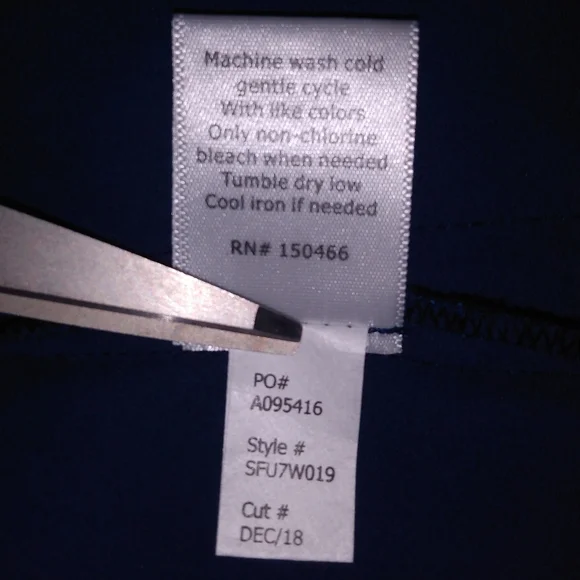 Machine wash cold
gentle cycle
With like colors
Only non-chlorine
bleach when needed
Tumble dry low
Cool iron if needed
RN# 150466
PO#
A095416
Style #
SFU7W019
Cut #
DEC/18